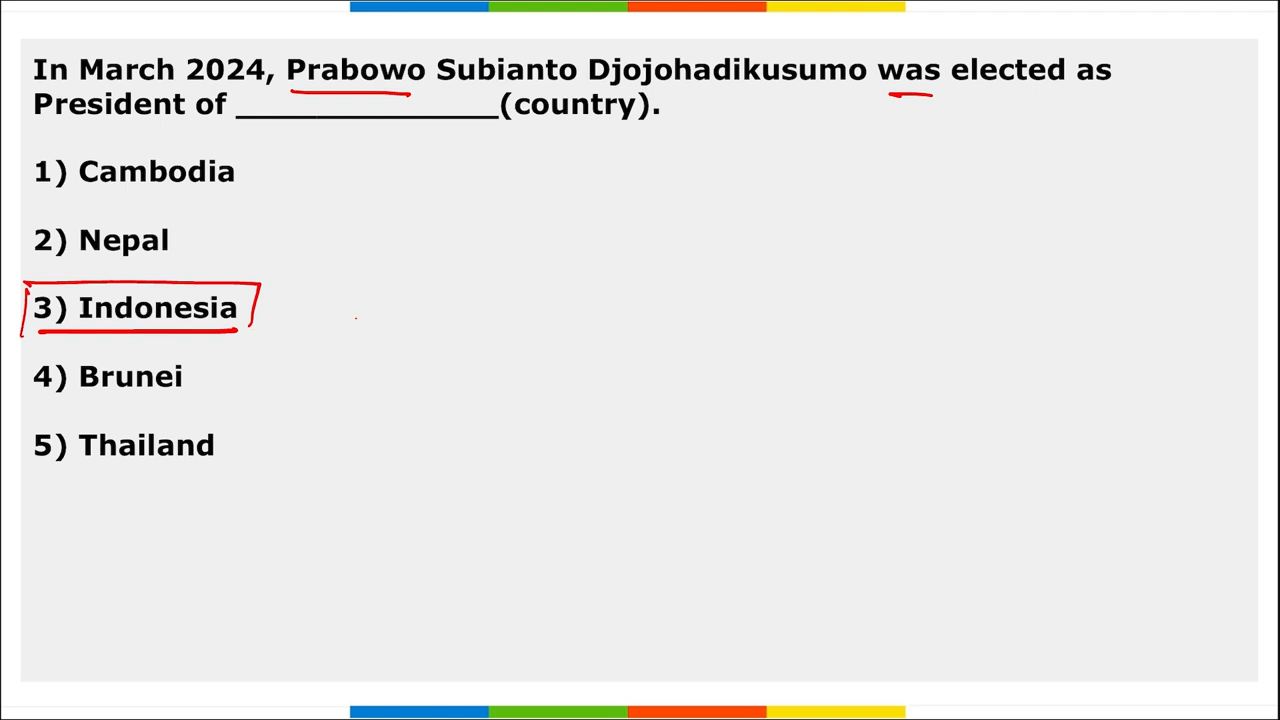 In March 2024, Prabowo Subianto Djojohadikusumo was elected as
President of ________________(country).
1) Cambodia
2) Nepal
3) Indonesia
4) Brunei
5) Thailand